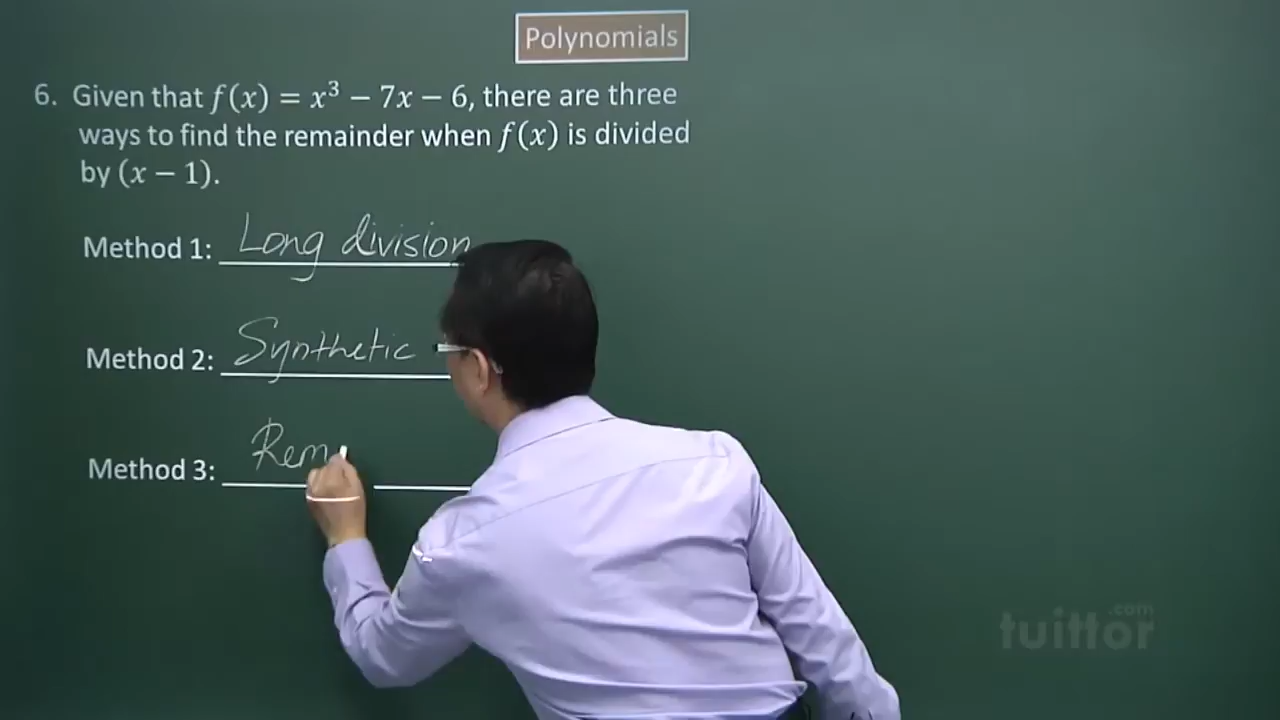 Polynomials
6. Given that f(x) = x³ − 7x − 6, there are three
ways to find the remainder when f(x) is divided
by (x − 1).
Method 1: Long division
Method 2: Synthetic
Method 3: Rem
tuittor.com